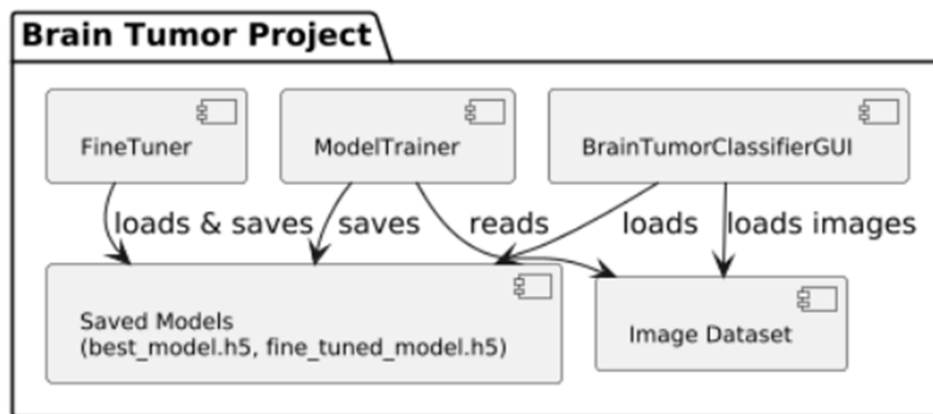 Brain Tumor Project
FineTuner
ModelTrainer
BrainTumorClassifierGUI
loads & saves
saves
reads
loads
loads images
Saved Models
(best_model.h5, fine_tuned_model.h5)
Image Dataset